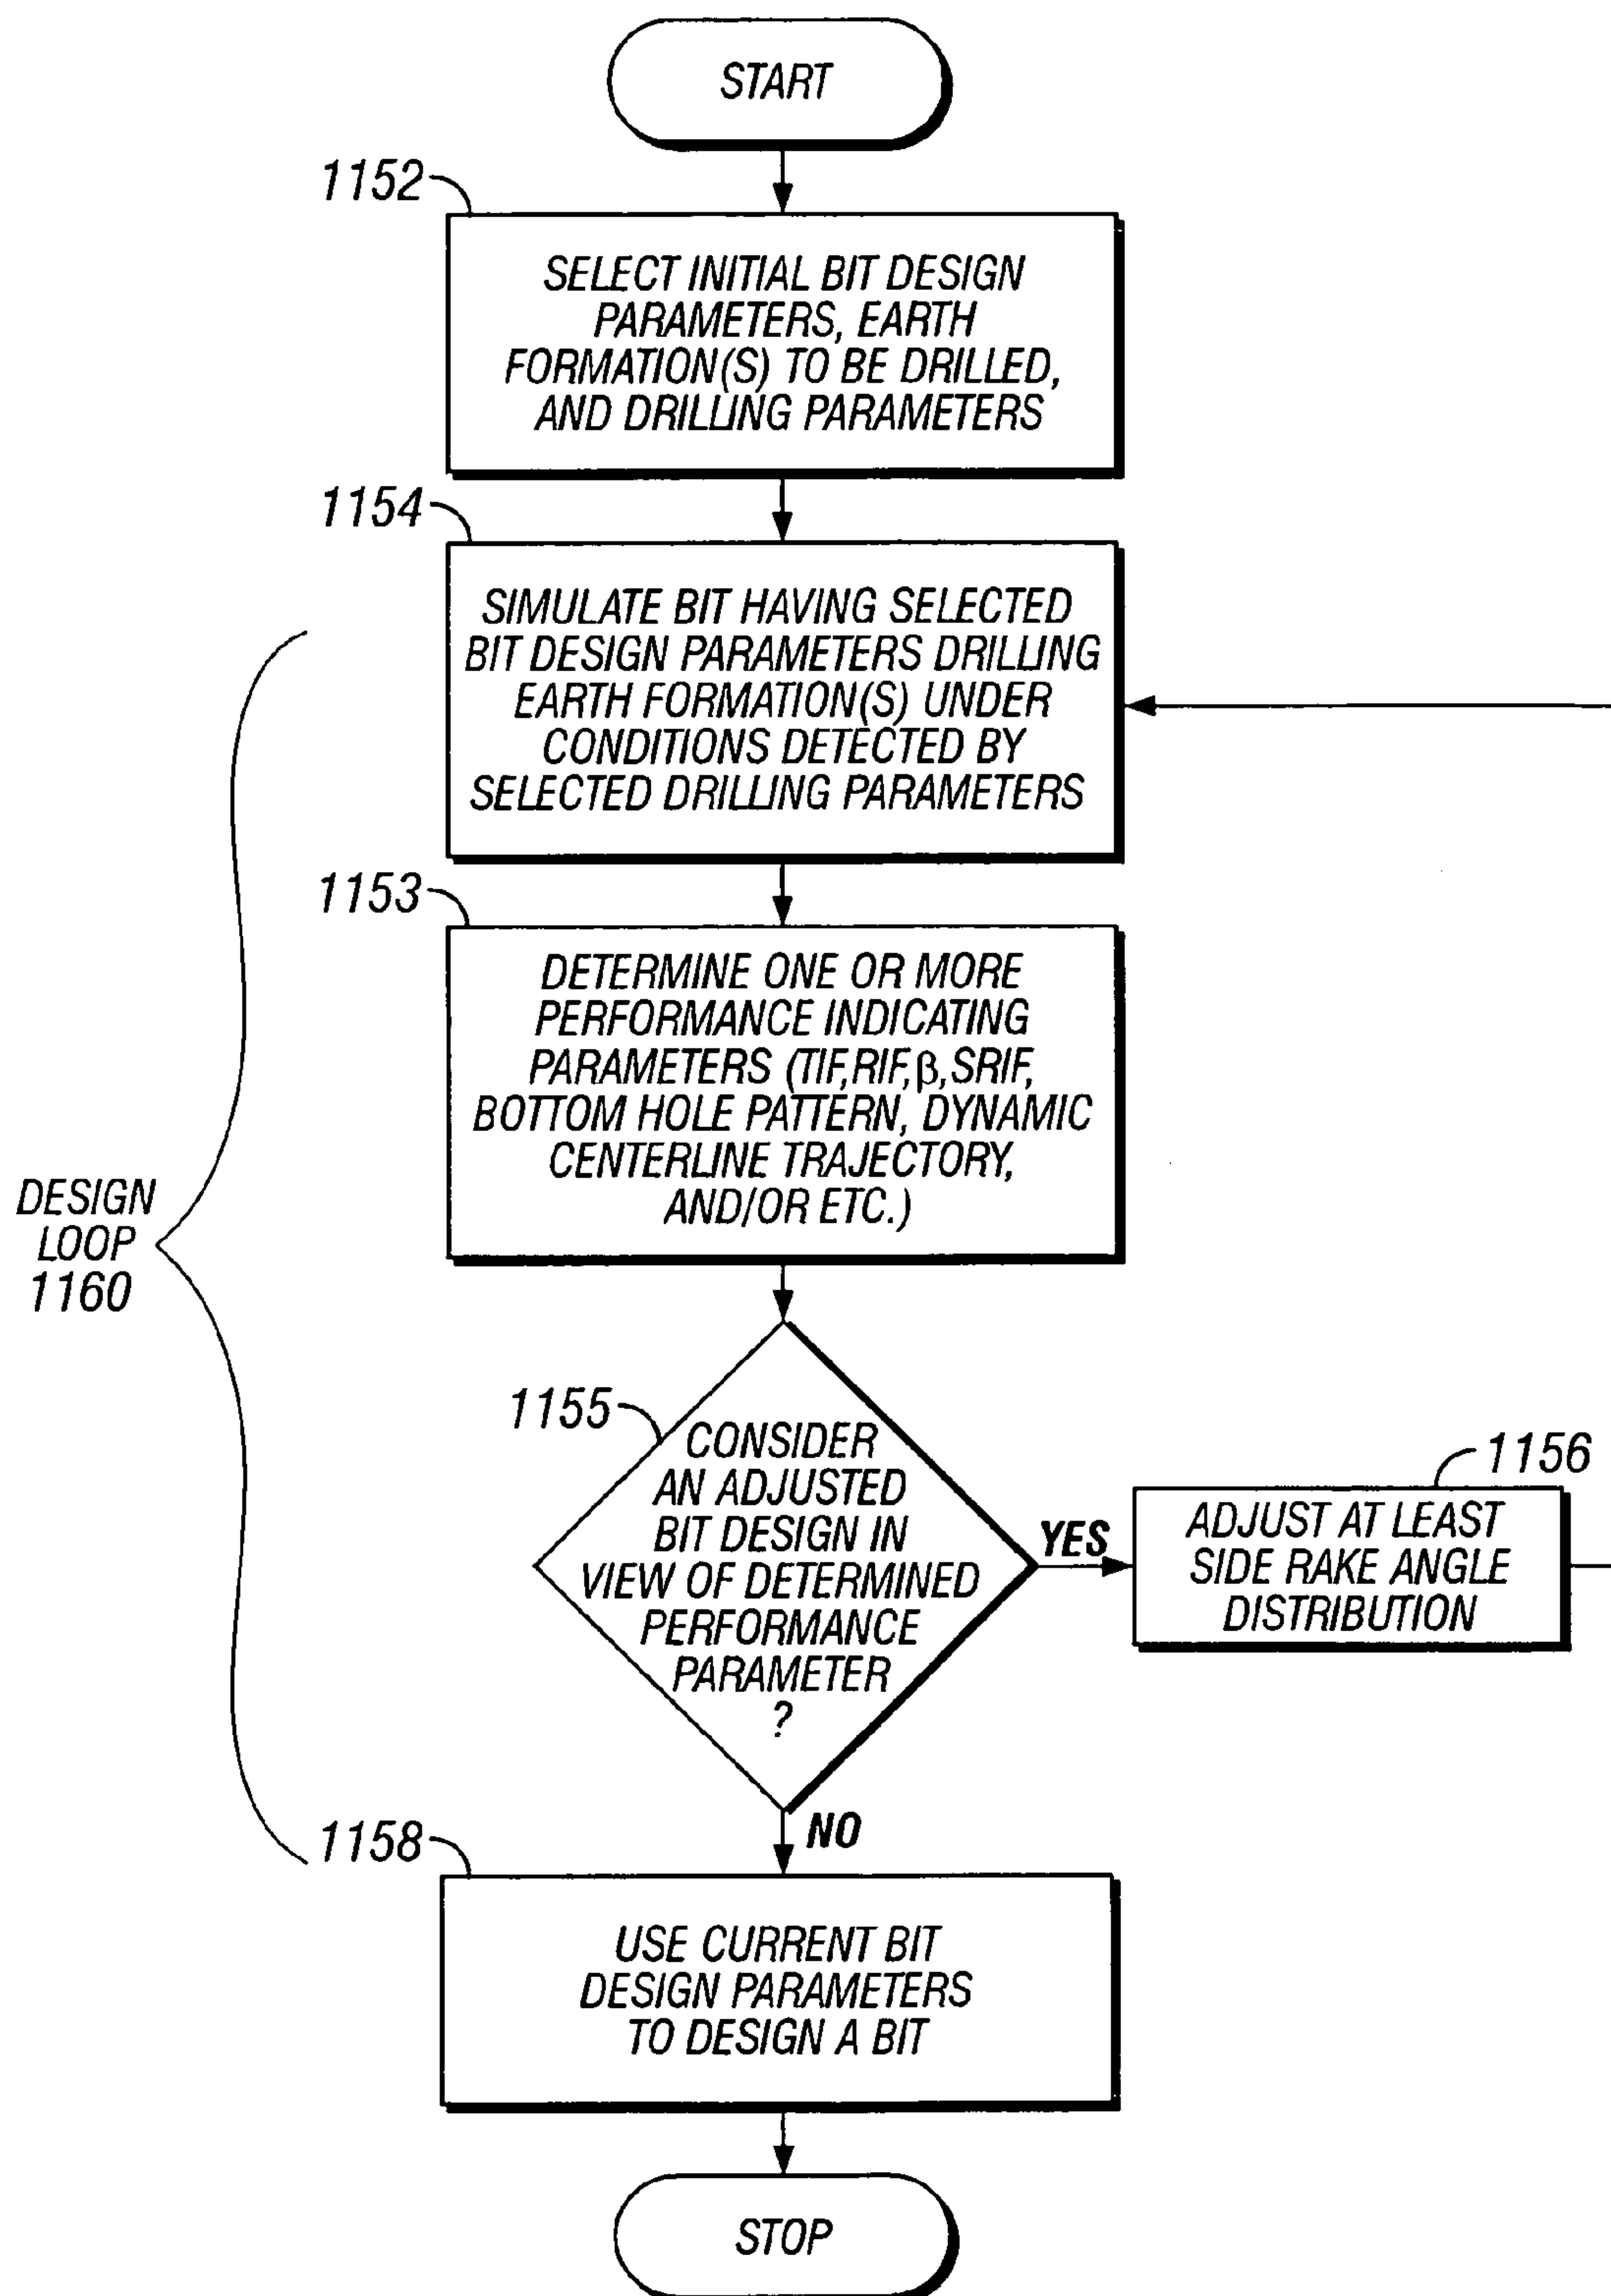 START
1152
SELECT INITIAL BIT DESIGN
PARAMETERS, EARTH
FORMATION(S) TO BE DRILLED,
AND DRILLING PARAMETERS
1154
SIMULATE BIT HAVING SELECTED
BIT DESIGN PARAMETERS DRILLING
EARTH FORMATION(S) UNDER
CONDITIONS DETECTED BY
SELECTED DRILLING PARAMETERS
1153
DETERMINE ONE OR MORE
PERFORMANCE INDICATING
PARAMETERS (TIF,RIF,β,SRIF,
BOTTOM HOLE PATTERN, DYNAMIC
CENTERLINE TRAJECTORY,
AND/OR ETC.)
DESIGN
LOOP
1160
1155
CONSIDER
AN ADJUSTED
BIT DESIGN IN
VIEW OF DETERMINED
PERFORMANCE
PARAMETER
?
YES
1156
ADJUST AT LEAST
SIDE RAKE ANGLE
DISTRIBUTION
NO
1158
USE CURRENT BIT
DESIGN PARAMETERS
TO DESIGN A BIT
STOP